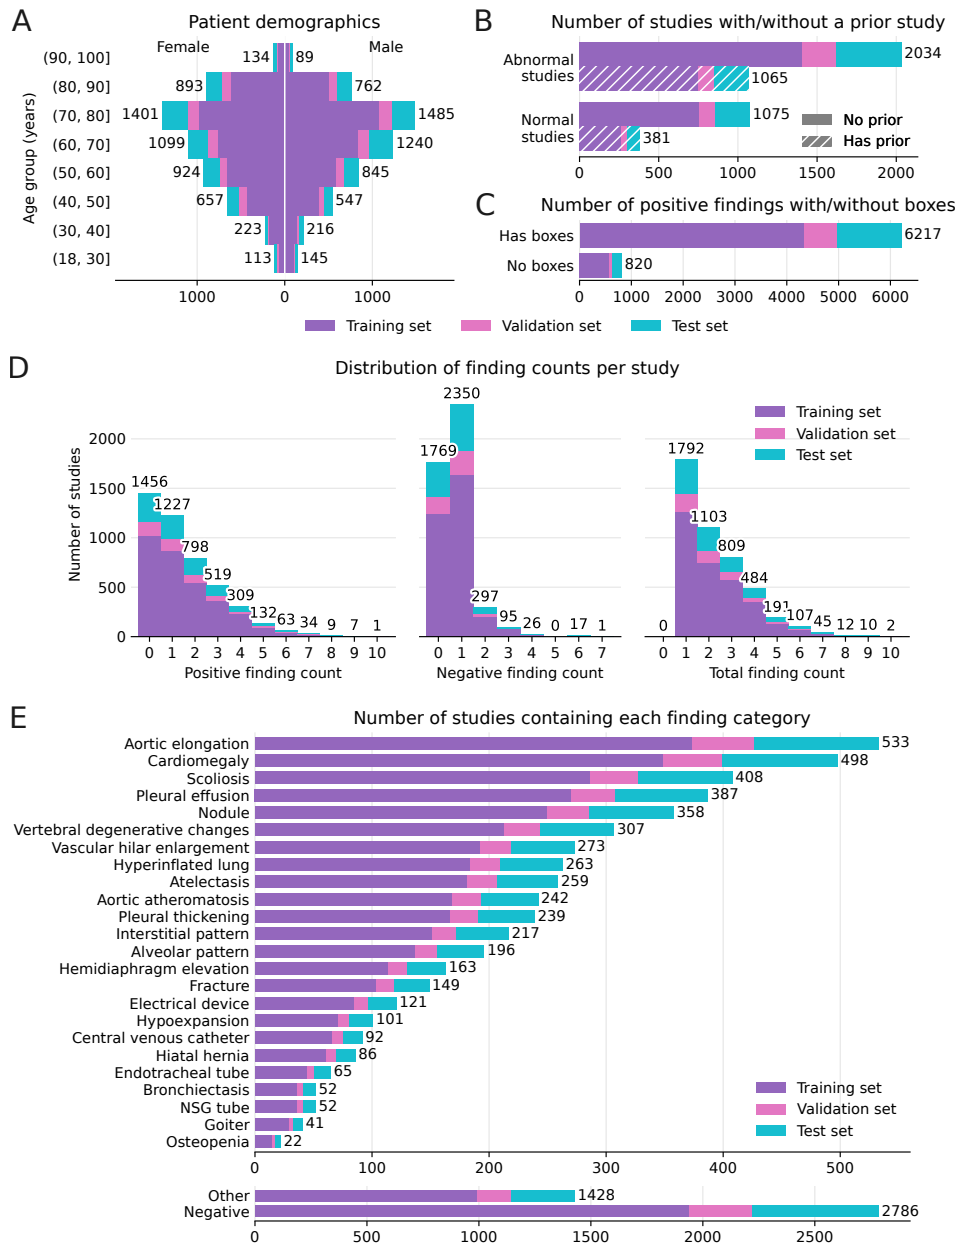 A
Patient demographics
Female
Male
Age group (years)
(90, 100]
134
89
(80, 90]
893
762
(70, 80]
1401
1485
(60, 70]
1099
1240
(50, 60]
924
845
(40, 50]
657
547
(30, 40]
223
216
(18, 30]
113
145
1000
0
1000
B
Number of studies with/without a prior study
Abnormal
studies
2034
1065
Normal
studies
1075
381
No prior
Has prior
0
500
1000
1500
2000
C
Number of positive findings with/without boxes
Has boxes
6217
No boxes
820
0
1000
2000
3000
4000
5000
6000
Training set
Validation set
Test set
D
Distribution of finding counts per study
Number of studies
2000
1500
1000
500
0
1456
1227
798
519
309
132
63
34
9
7
1
0 1 2 3 4 5 6 7 8 9 10
Positive finding count
1769
2350
297
95
26
0
17
1
0 1 2 3 4 5 6 7
Negative finding count
Training set
Validation set
Test set
0
1792
1103
809
484
191
107
45
12
10
2
0 1 2 3 4 5 6 7 8 9 10
Total finding count
E
Number of studies containing each finding category
Aortic elongation
533
Cardiomegaly
498
Scoliosis
408
Pleural effusion
387
Nodule
358
Vertebral degenerative changes
307
Vascular hilar enlargement
273
Hyperinflated lung
263
Atelectasis
259
Aortic atheromatosis
242
Pleural thickening
239
Interstitial pattern
217
Alveolar pattern
196
Hemidiaphragm elevation
163
Fracture
149
Electrical device
121
Hypoexpansion
101
Central venous catheter
92
Hiatal hernia
86
Endotracheal tube
65
Bronchiectasis
52
NSG tube
52
Goiter
41
Osteopenia
22
Training set
Validation set
Test set
0
100
200
300
400
500
Other
1428
Negative
2786
0
500
1000
1500
2000
2500